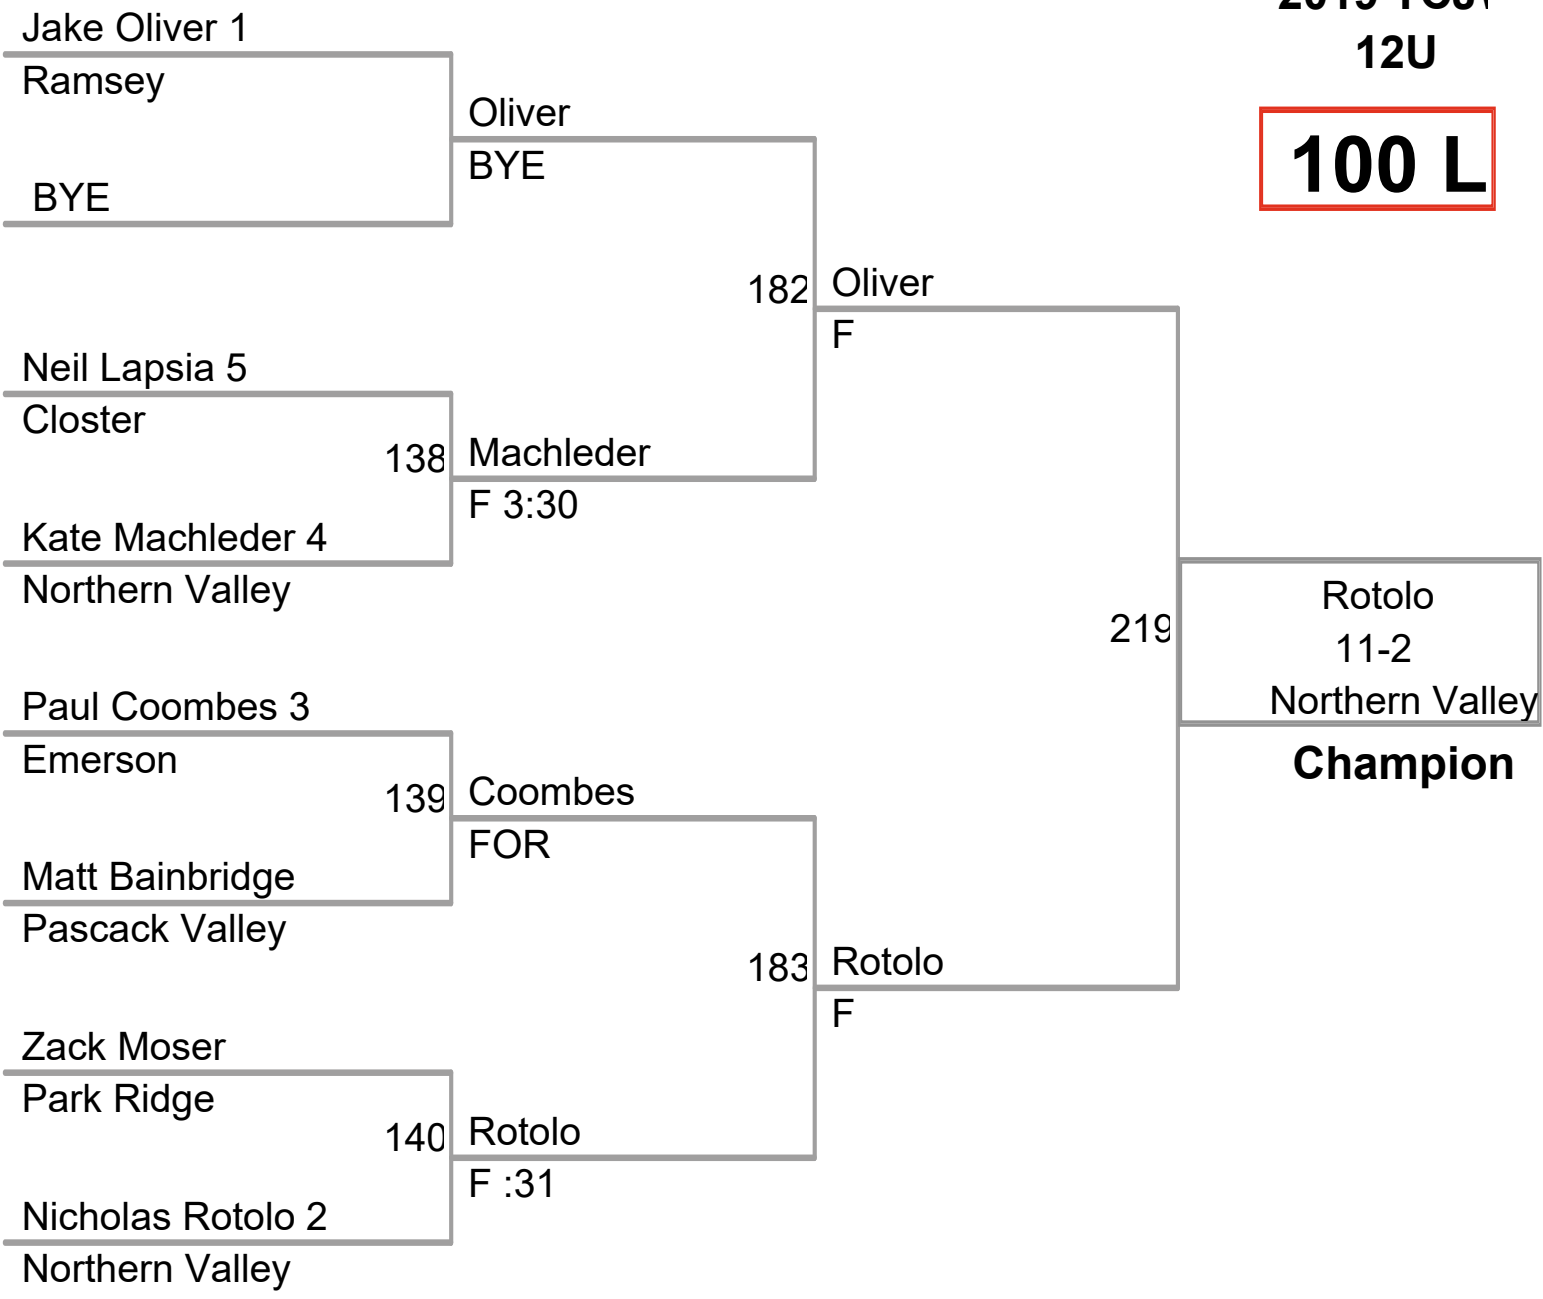 2019
12U
100 L
Jake Oliver 1
Ramsey
BYE
Oliver
BYE
Neil Lapsia 5
Closter
138
Kate Machleder 4
Northern Valley
Machleder
F 3:30
182
Oliver
F
Paul Coombes 3
Emerson
139
Matt Bainbridge
Pascack Valley
Coombes
FOR
Zack Moser
Park Ridge
140
Nicholas Rotolo 2
Northern Valley
Rotolo
F :31
183
Rotolo
F
219
Rotolo
11-2
Northern Valley
Champion